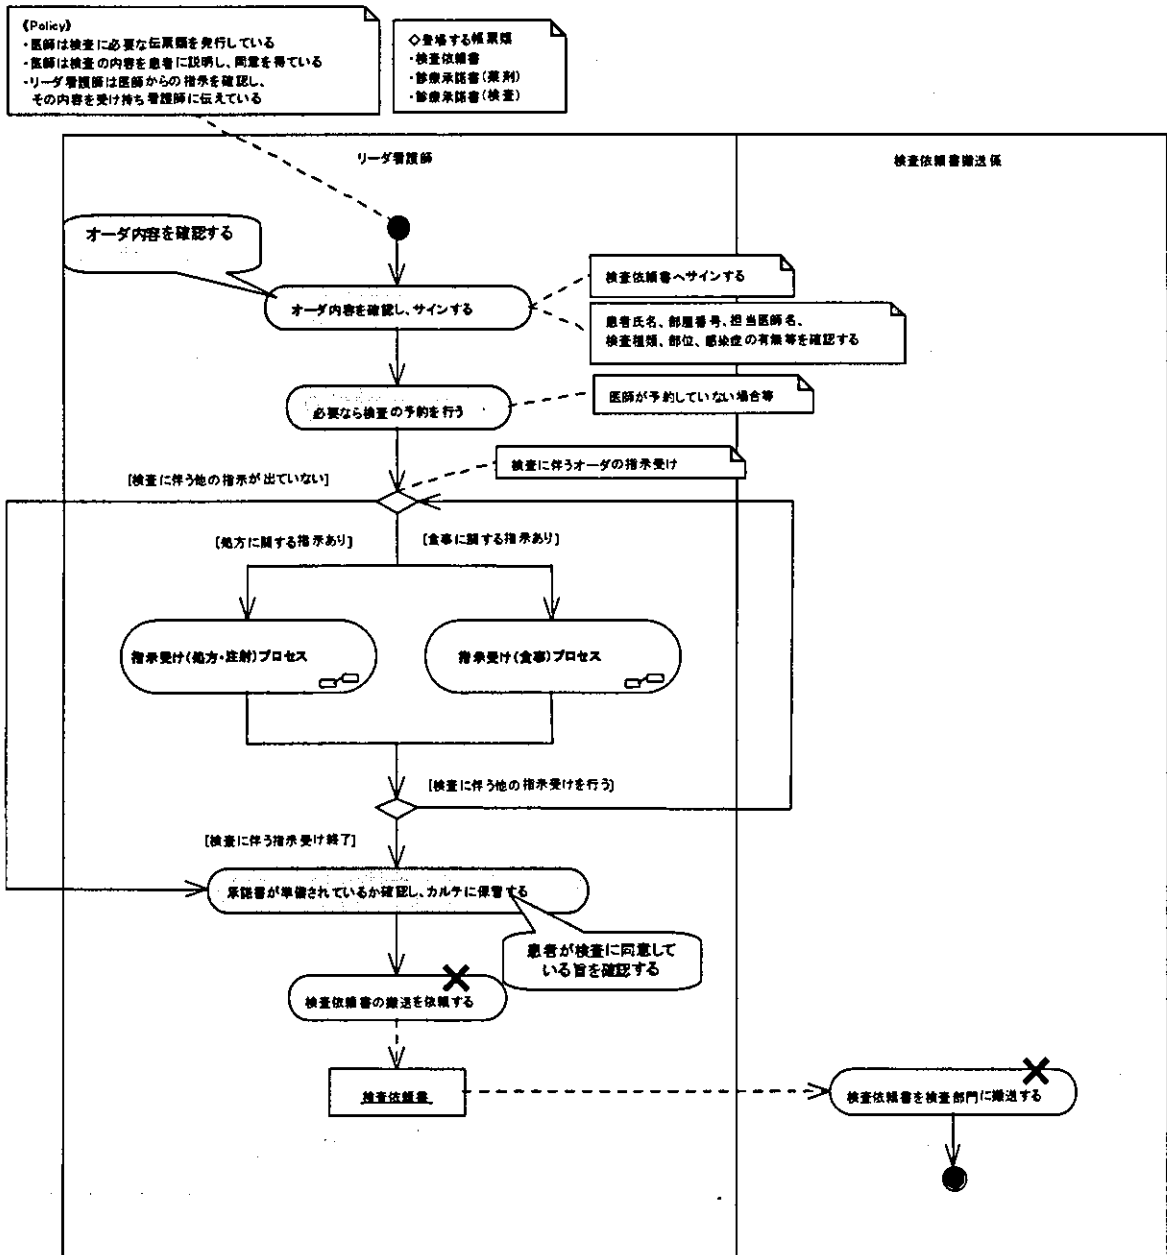 《Policy》
・医師は検査に必要な伝票類を発行している
・医師は検査の内容を患者に説明し、同意を得ている
・リーダ看護師は医師からの指示を確認し、
その内容を受け持ち看護師に伝えている
◇登場する帳票類
・検査依頼書
・診療承諾書(薬剤)
・診療承諾書(検査)
リーダ看護師
検査依頼書搬送係
オーダ内容を確認する
オーダ内容を確認し、サインする
検査依頼書へサインする
患者氏名、部屋番号、担当医師名、
検査種類、部位、感染症の有無等を確認する
必要なら検査の予約を行う
医師が予約していない場合等
検査に伴うオーダの指示受け
[検査に伴う他の指示が出ていない]
[処方に関する指示あり]
[食事に関する指示あり]
指示受け(処方・注射)プロセス
指示受け(食事)プロセス
[検査に伴う他の指示受けを行う]
[検査に伴う指示受け終了]
承諾書が準備されているか確認し、カルテに保管する
患者が検査に同意して
いる旨を確認する
検査依頼書の搬送を依頼する
検査依頼書
検査依頼書を検査部門に搬送する